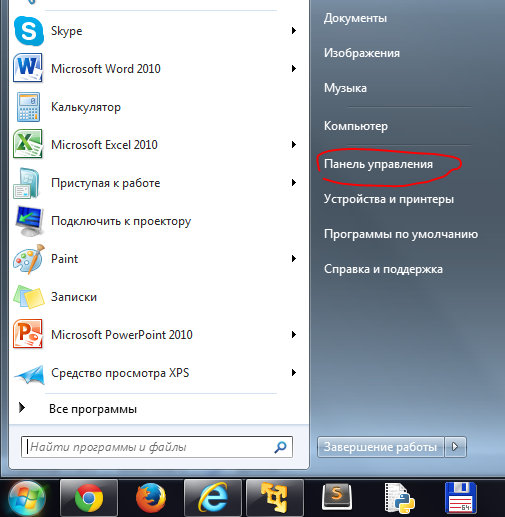 Skype
Microsoft Word 2010
Калькулятор
Microsoft Excel 2010
Приступая к работе
Подключить к проектору
Paint
Записки
Microsoft PowerPoint 2010
Средство просмотра XPS
Все программы
Найти программы и файлы
Документы
Изображения
Музыка
Компьютер
Панель управления
Устройства и принтеры
Программы по умолчанию
Справка и поддержка
Завершение работы
64